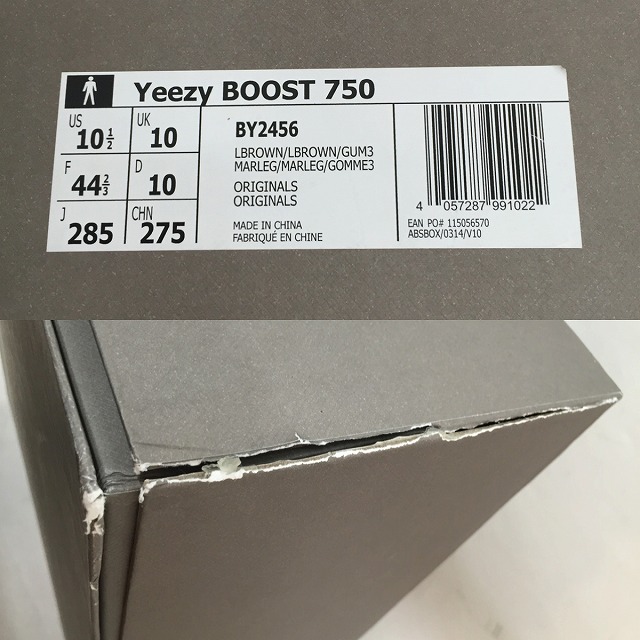 Yeezy BOOST 750
US UK
10 1/2 10
F D
44 2/3 10
J CHN
285 275
BY2456
LBROWN/LBROWN/GUM3
MARLEG/MARLEG/GOMME3
ORIGINALS
ORIGINALS
MADE IN CHINA
FABRIQUÉ EN CHINE
4 057287 991022
EAN PO# 115056570
ABSBOX/0314/V10